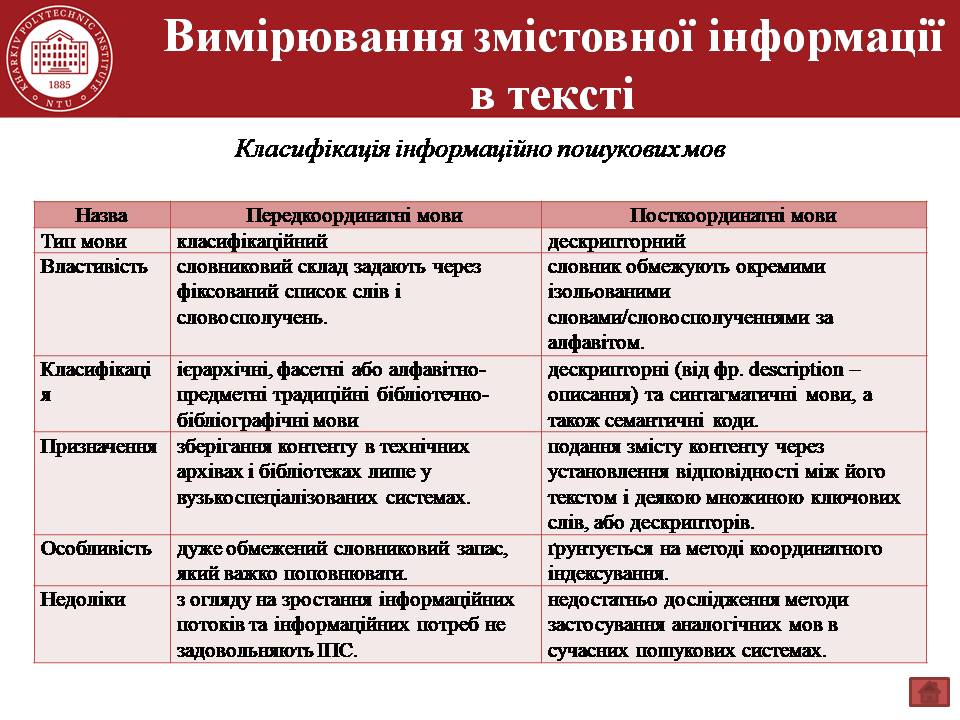 Вимірювання змістовної інформації
в тексті
KHARKIV POLYTECHNIC INSTITUTE
1885
NTU
Класифікація інформаційно пошукових мов
Назва Передкоординатні мови Посткоординатні мови
Тип мови класифікаційний дескрипторний
Властивість словниковий склад задають через словник обмежують окремими
фіксований список слів і ізольованими
словосполучень. словами/словосполученнями за
алфавітом.
Класифікаці ієрархічні, фасетні або алфавітно- дескрипторні (від фр. description –
я предметні традиційні бібліотечно- описання) та синтагматичні мови, а
бібліографічні мови також семантичні коди.
Призначення зберігання контенту в технічних подання змісту контенту через
архівах і бібліотеках лише у установлення відповідності між його
вузькоспеціалізованих системах. текстом і деякою множиною ключових
слів, або дескрипторів.
Особливість дуже обмежений словниковий запас, ґрунтується на методі координатного
який важко поповнювати. індексування.
Недоліки з огляду на зростання інформаційних недостатньо дослідження методи
потоків та інформаційних потреб не застосування аналогічних мов в
задовольняють ІПС. сучасних пошукових системах.